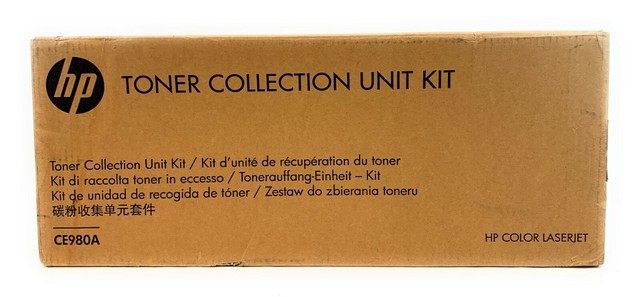 hp TONER COLLECTION UNIT KIT
Toner Collection Unit Kit / Kit d'unité de récupération du toner
Kit di raccolta toner in eccesso / Tonerauffang-Einheit – Kit
Kit de unidad de recogida de tóner / Zestaw do zbierania toneru
碳粉收集单元套件
CE980A
HP COLOR LASERJET